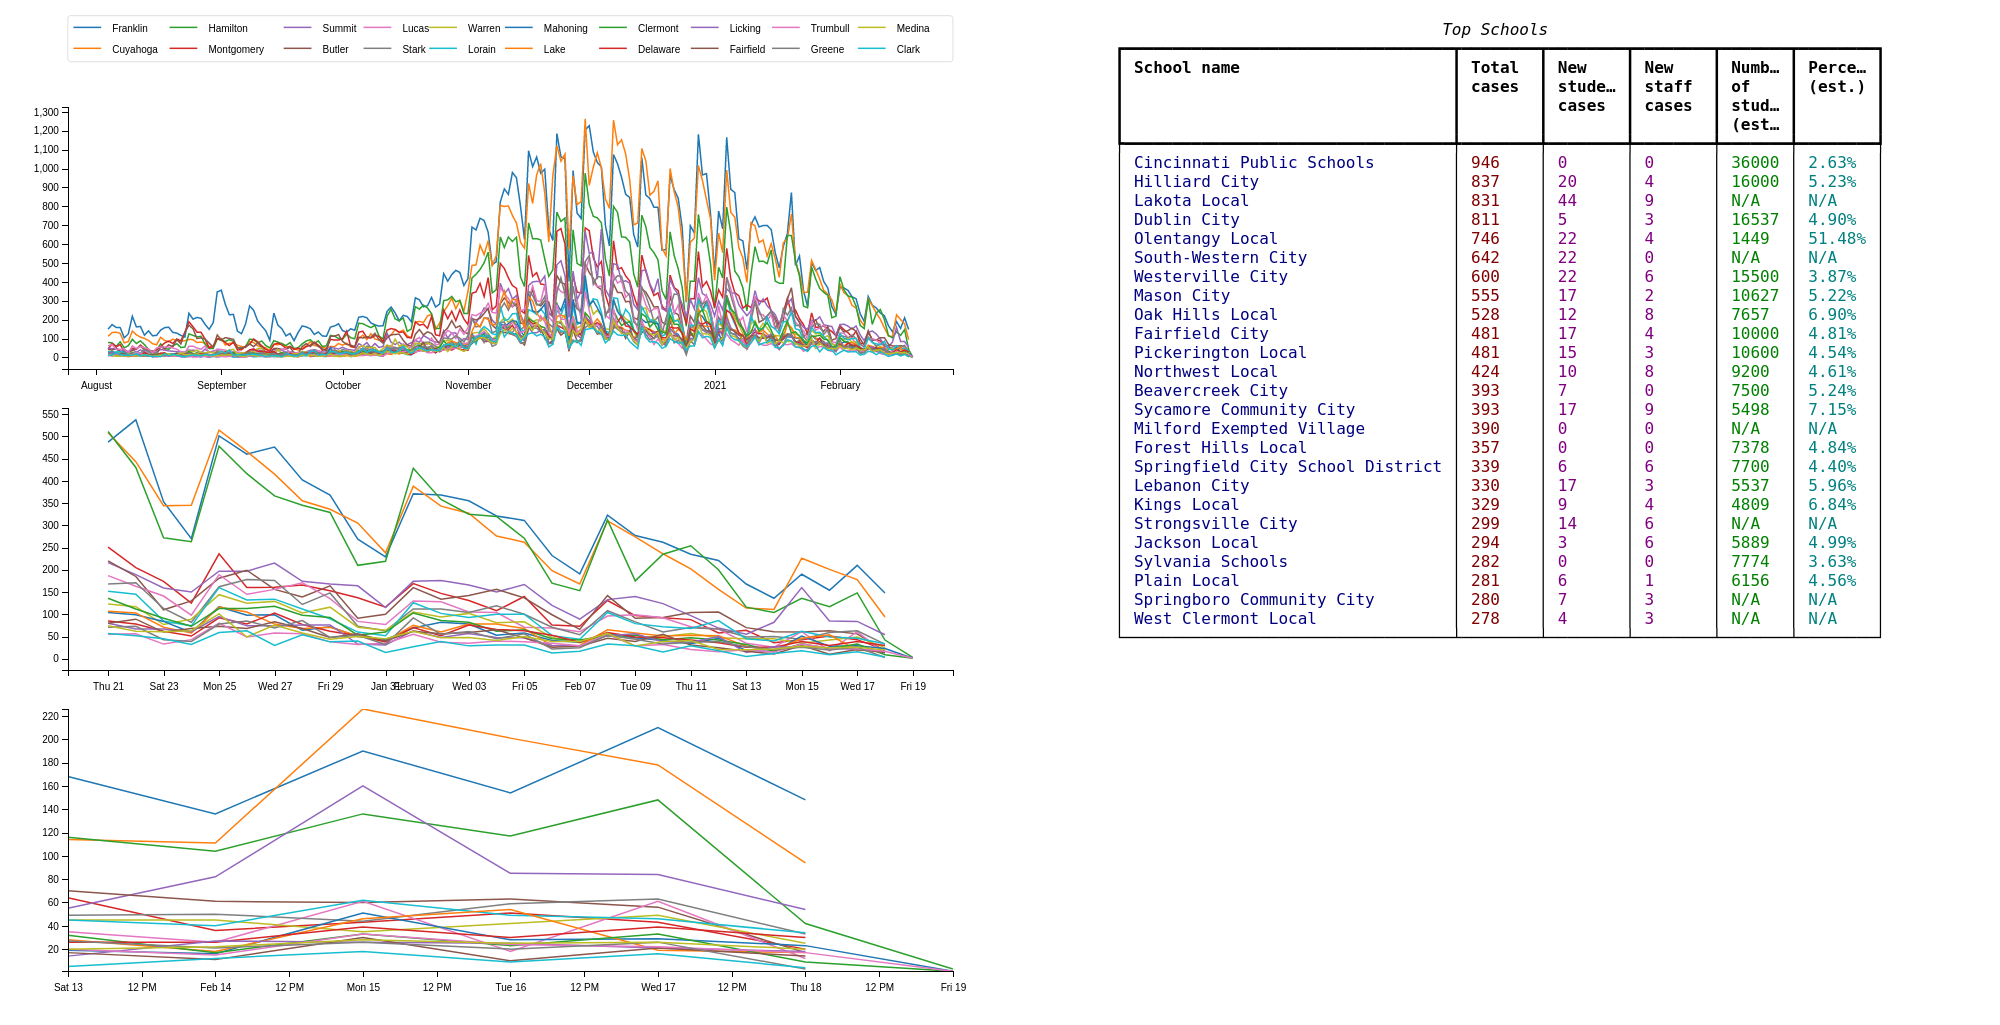 Franklin Hamilton Summit Lucas Warren Mahoning Clermont Licking Trumbull Medina
Cuyahoga Montgomery Butler Stark Lorain Lake Delaware Fairfield Greene Clark
1,300
1,200
1,100
1,000
900
800
700
600
500
400
300
200
100
0
August September October November December 2021 February
550
500
450
400
350
300
250
200
150
100
50
0
Thu 21 Sat 23 Mon 25 Wed 27 Fri 29 Jan 31 February Wed 03 Fri 05 Feb 07 Tue 09 Thu 11 Sat 13 Mon 15 Wed 17 Fri 19
220
200
180
160
140
120
100
80
60
40
20
Sat 13 12 PM Feb 14 12 PM Mon 15 12 PM Tue 16 12 PM Wed 17 12 PM Thu 18 12 PM Fri 19
Top Schools
School name Total New New Numb… Perce…
cases stude… staff of (est.)
cases cases stud…
(est…
Cincinnati Public Schools 946 0 0 36000 2.63%
Hilliard City 837 20 4 16000 5.23%
Lakota Local 831 44 9 N/A N/A
Dublin City 811 5 3 16537 4.90%
Olentangy Local 746 22 4 1449 51.48%
South-Western City 642 22 0 N/A N/A
Westerville City 600 22 6 15500 3.87%
Mason City 555 17 2 10627 5.22%
Oak Hills Local 528 12 8 7657 6.90%
Fairfield City 481 17 4 10000 4.81%
Pickerington Local 481 15 3 10600 4.54%
Northwest Local 424 10 8 9200 4.61%
Beavercreek City 393 7 0 7500 5.24%
Sycamore Community City 393 17 9 5498 7.15%
Milford Exempted Village 390 0 0 N/A N/A
Forest Hills Local 357 0 0 7378 4.84%
Springfield City School District 339 6 6 7700 4.40%
Lebanon City 330 17 3 5537 5.96%
Kings Local 329 9 4 4809 6.84%
Strongsville City 299 14 6 N/A N/A
Jackson Local 294 3 6 5889 4.99%
Sylvania Schools 282 0 0 7774 3.63%
Plain Local 281 6 1 6156 4.56%
Springboro Community City 280 7 3 N/A N/A
West Clermont Local 278 4 3 N/A N/A